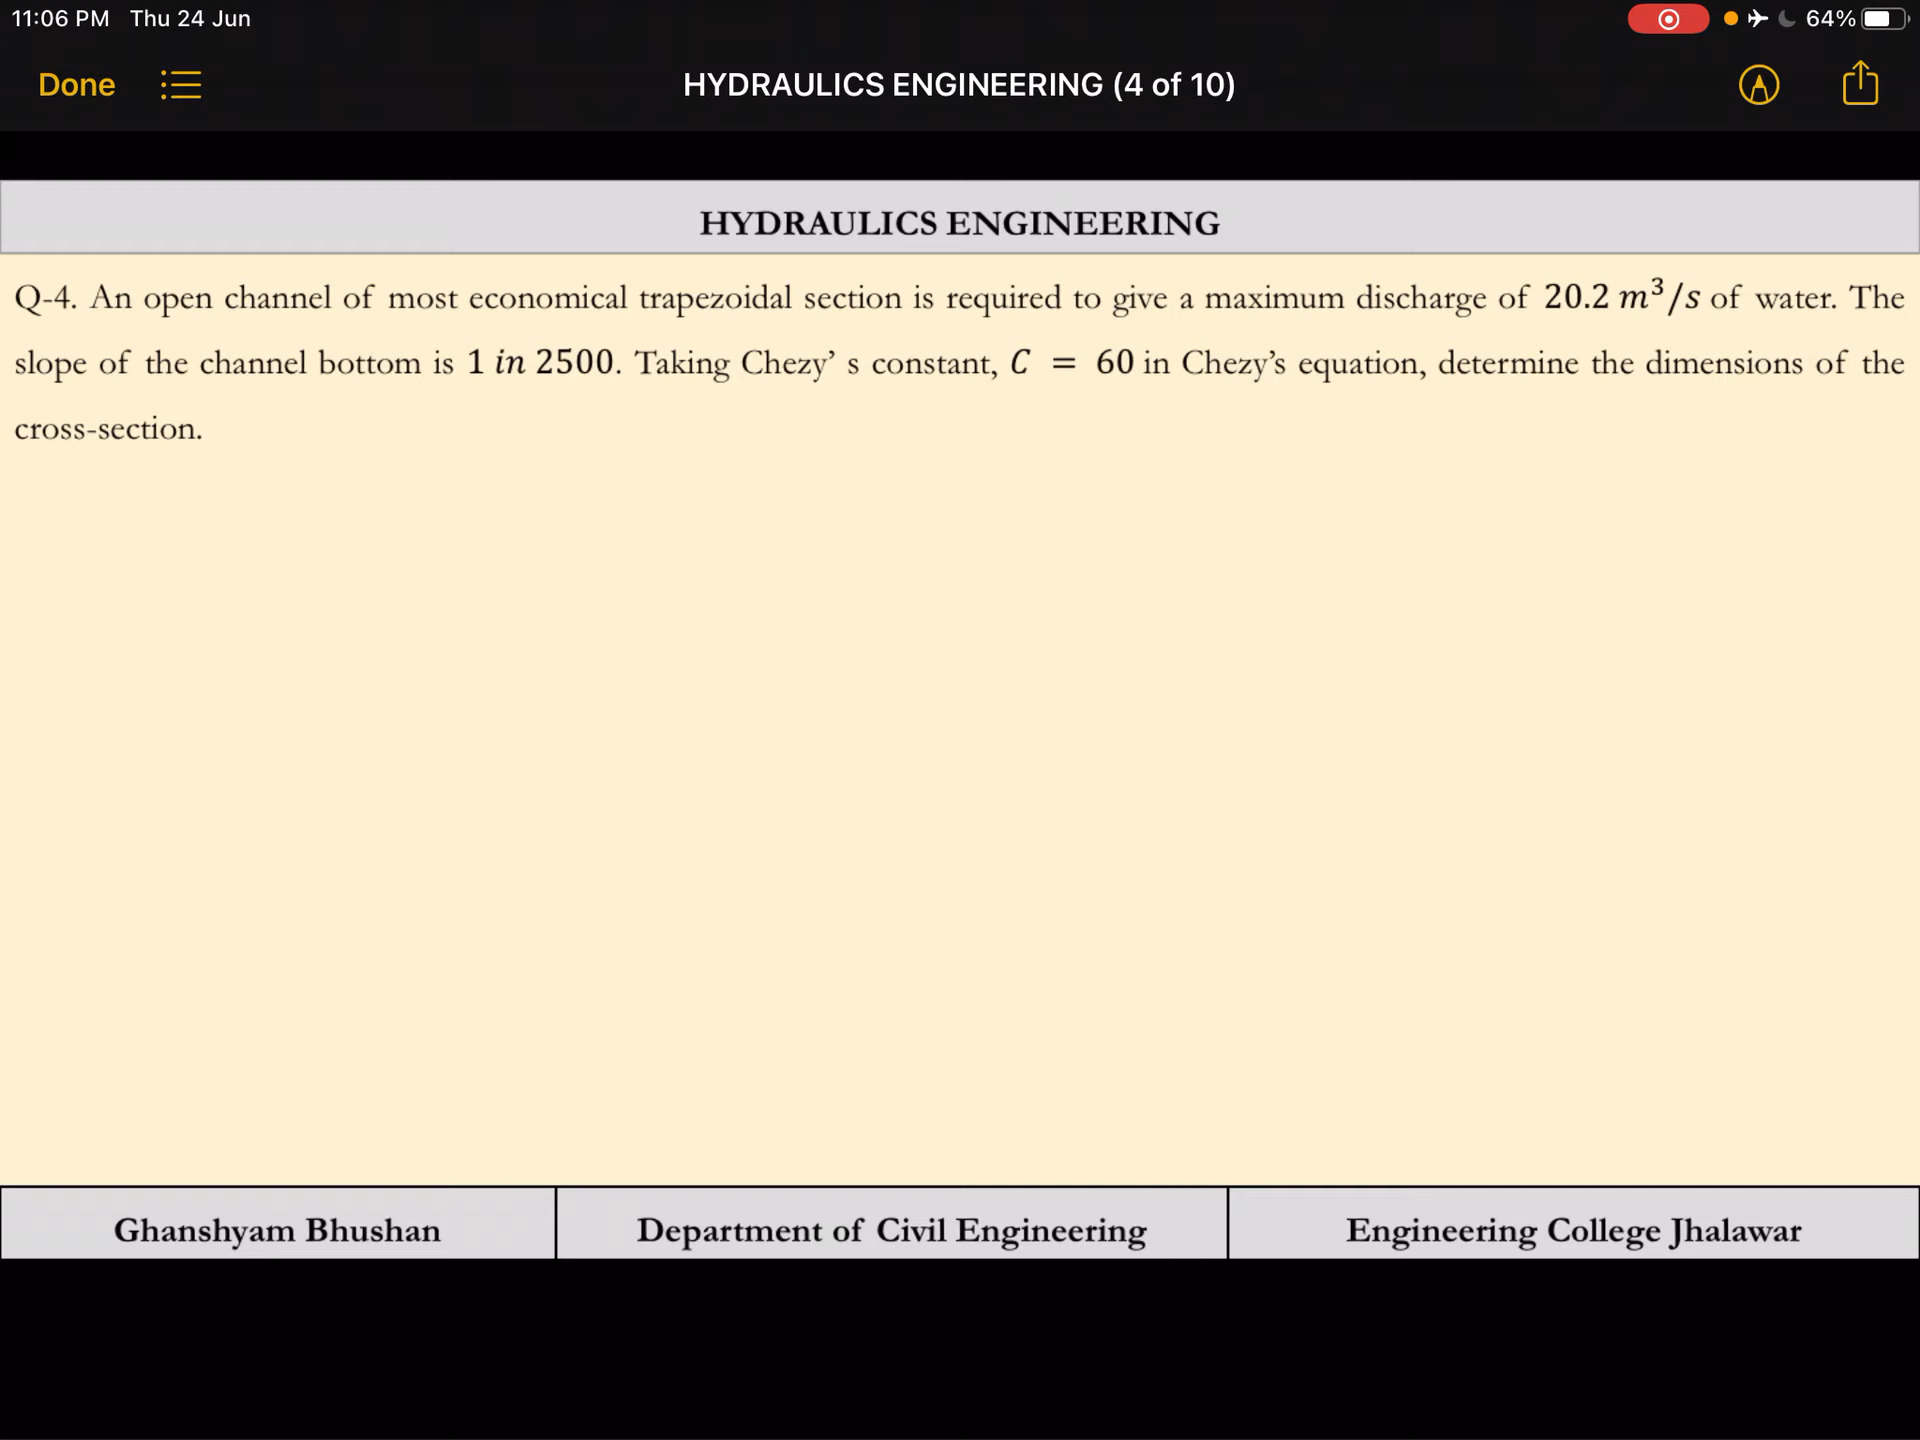 11:06 PM Thu 24 Jun 64%
Done HYDRAULICS ENGINEERING (4 of 10)
HYDRAULICS ENGINEERING
Q-4. An open channel of most economical trapezoidal section is required to give a maximum discharge of 20.2 m³/s of water. The
slope of the channel bottom is 1 in 2500. Taking Chezy’ s constant, C = 60 in Chezy’s equation, determine the dimensions of the
cross-section.
Ghanshyam Bhushan Department of Civil Engineering Engineering College Jhalawar